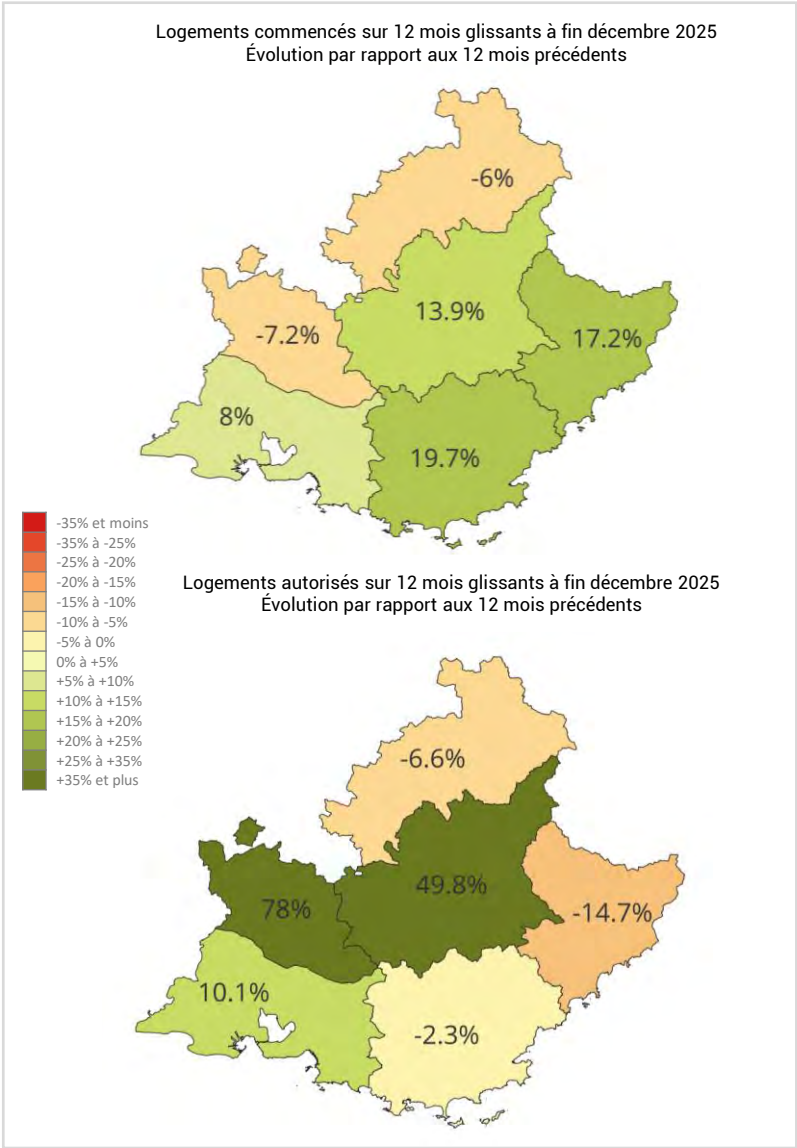 Logements commencés sur 12 mois glissants à fin décembre 2025
Évolution par rapport aux 12 mois précédents
-6%
13.9%
17.2%
-7.2%
8%
19.7%
-35% et moins
-35% à -25%
-25% à -20%
-20% à -15%
-15% à -10%
-10% à -5%
-5% à 0%
0% à +5%
+5% à +10%
+10% à +15%
+15% à +20%
+20% à +25%
+25% à +35%
+35% et plus
Logements autorisés sur 12 mois glissants à fin décembre 2025
Évolution par rapport aux 12 mois précédents
-6.6%
49.8%
78%
-14.7%
10.1%
-2.3%